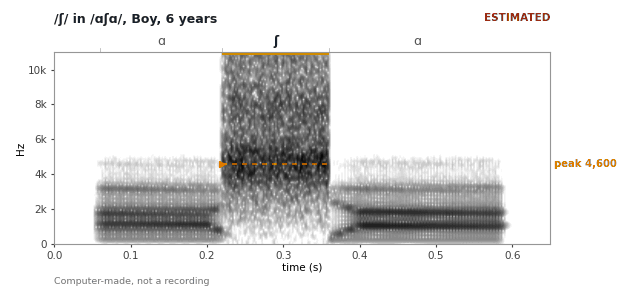 /ʃ/ in /ɑʃɑ/, Boy, 6 years
ESTIMATED
ɑ ʃ ɑ
10k
8k
6k
4k
2k
0
Hz
peak 4,600
0.0 0.1 0.2 0.3 0.4 0.5 0.6
time (s)
Computer-made, not a recording